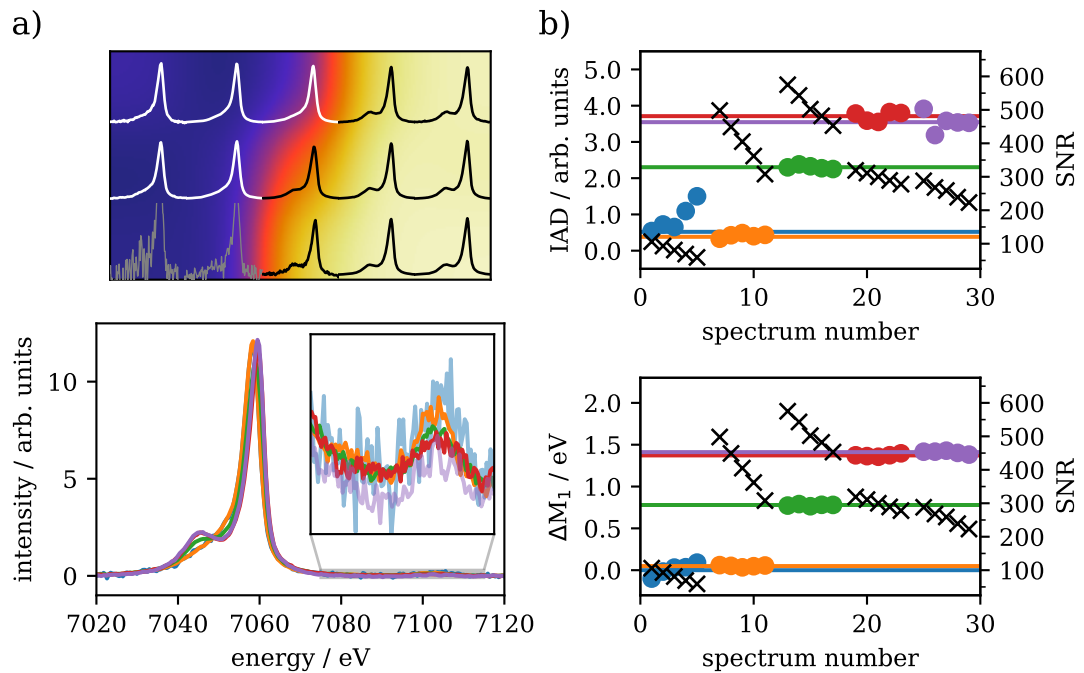 a)
intensity / arb. units
10
5
0
7020 7040 7060 7080 7100 7120
energy / eV
b)
IAD / arb. units
5.0
4.0
3.0
2.0
1.0
0.0
600
500
400
300
200
100
SNR
0 10 20 30
spectrum number
ΔM₁ / eV
2.0
1.5
1.0
0.5
0.0
600
500
400
300
200
100
SNR
0 10 20 30
spectrum number